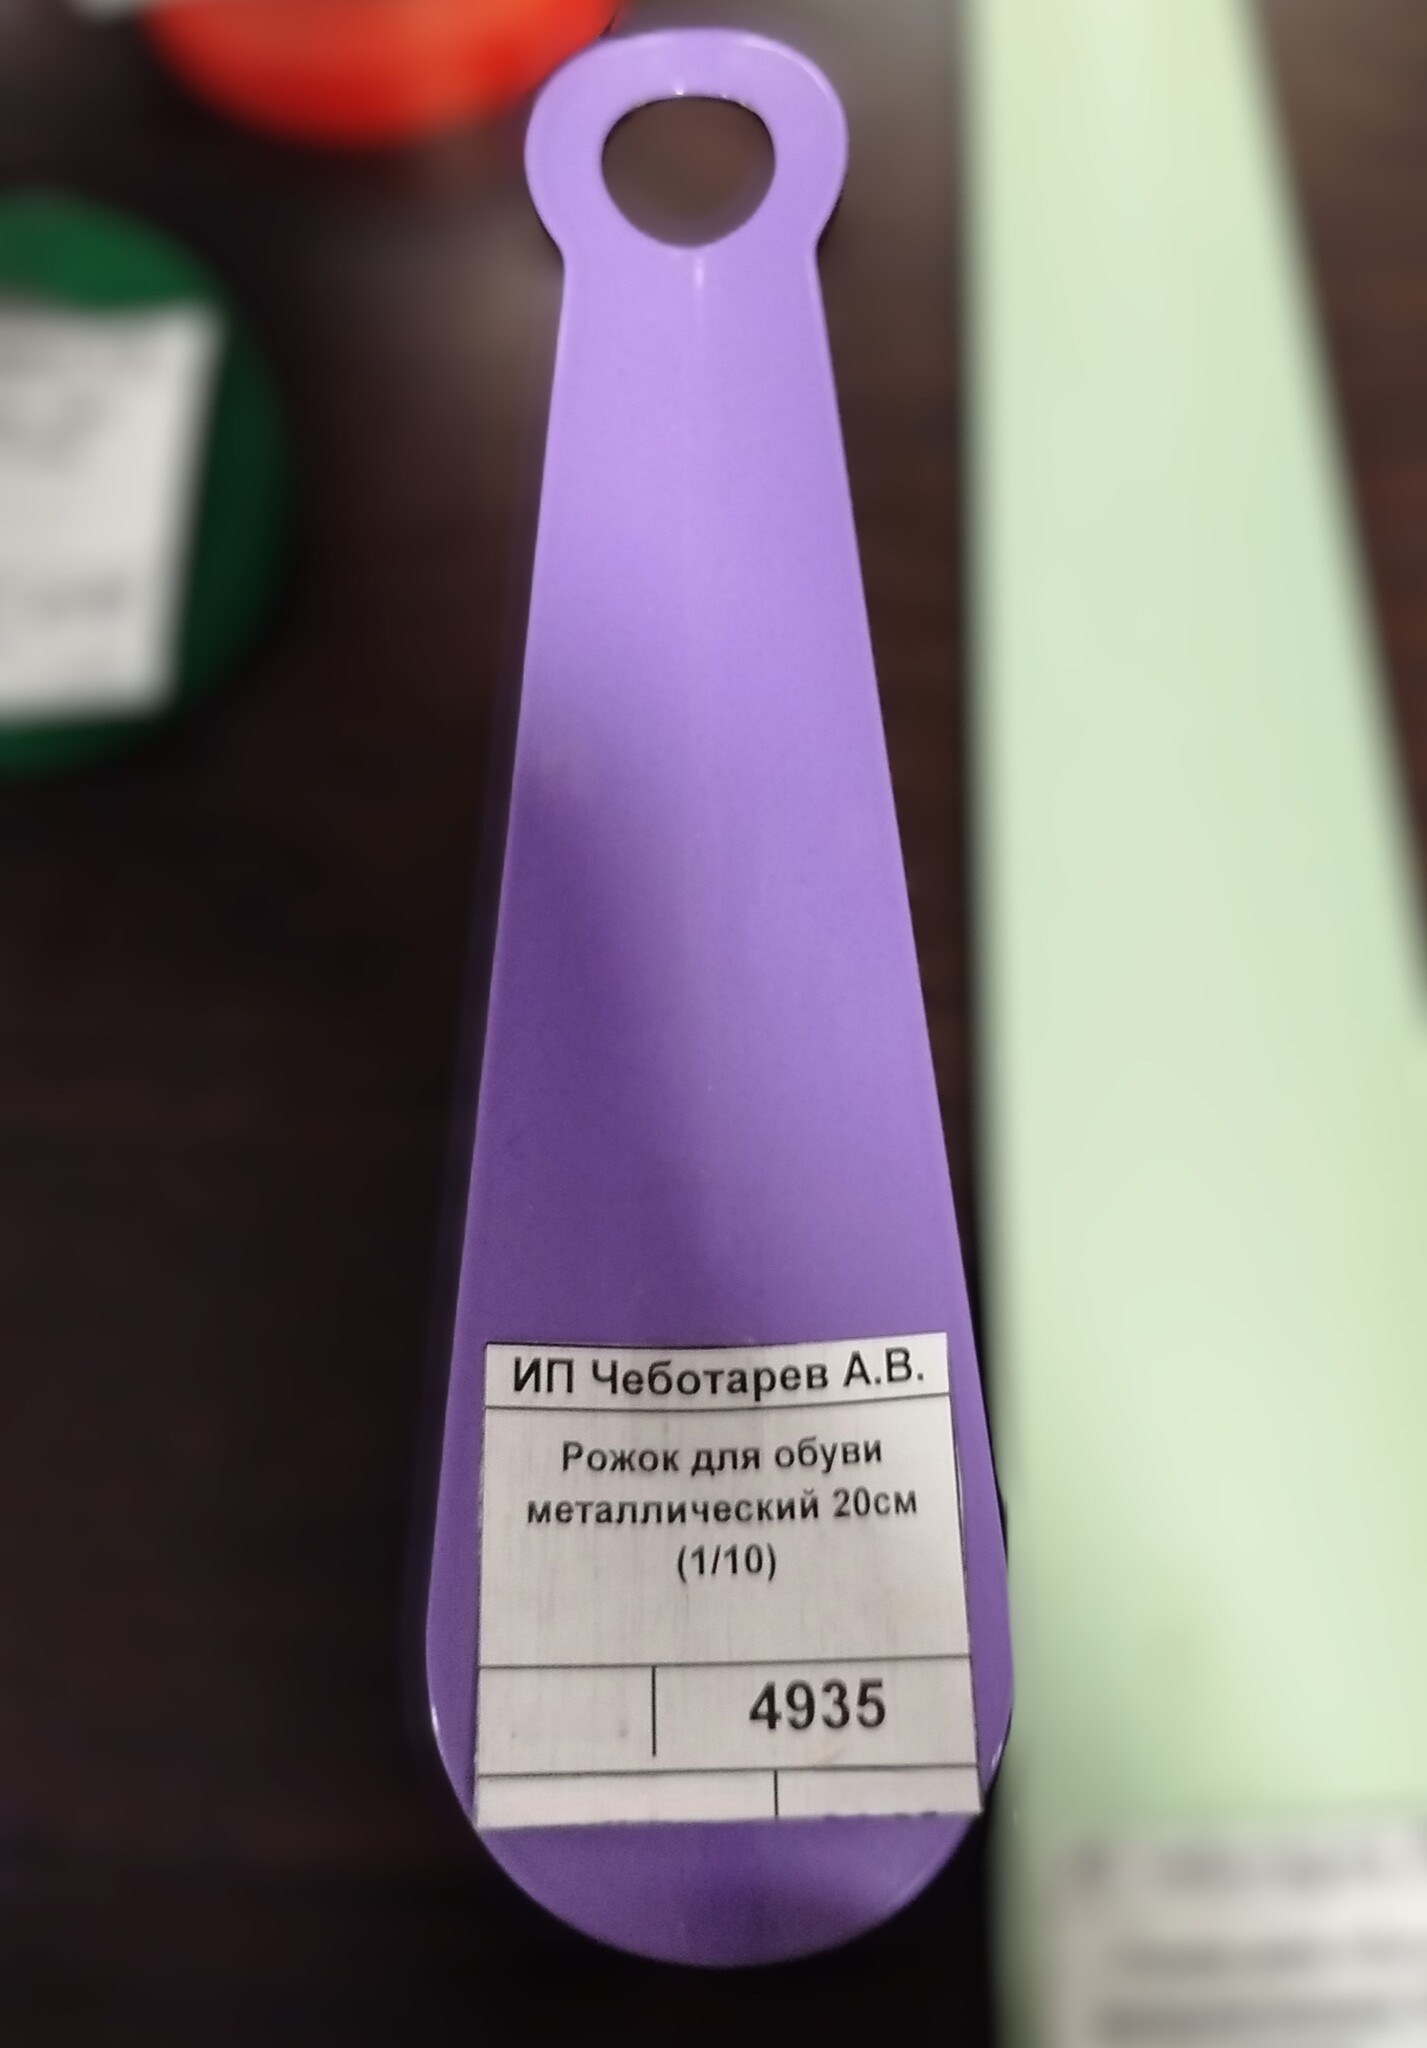 ИП Чеботарев А.В.
Рожок для обуви
металлический 20см
(1/10)
4935